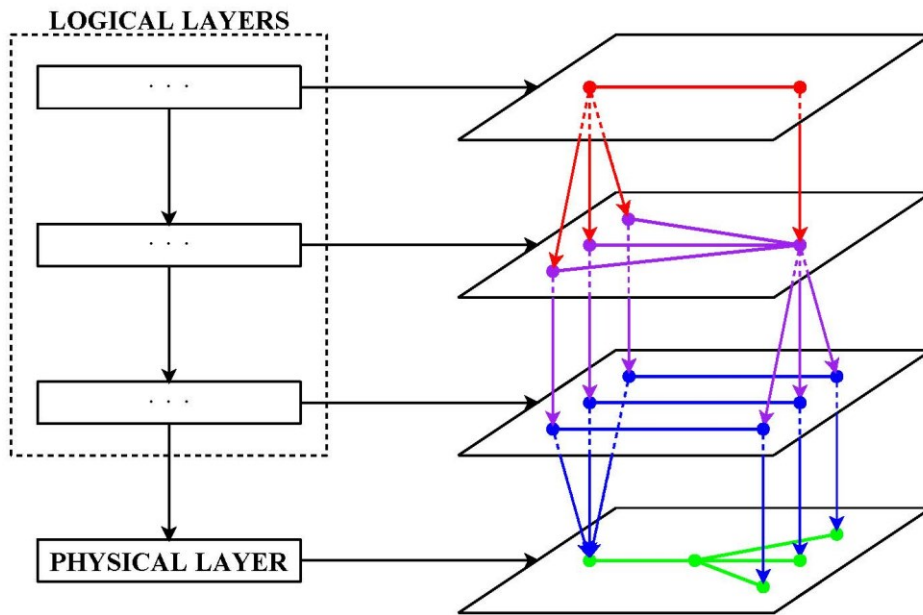 LOGICAL LAYERS
. . .
. . .
. . .
PHYSICAL LAYER